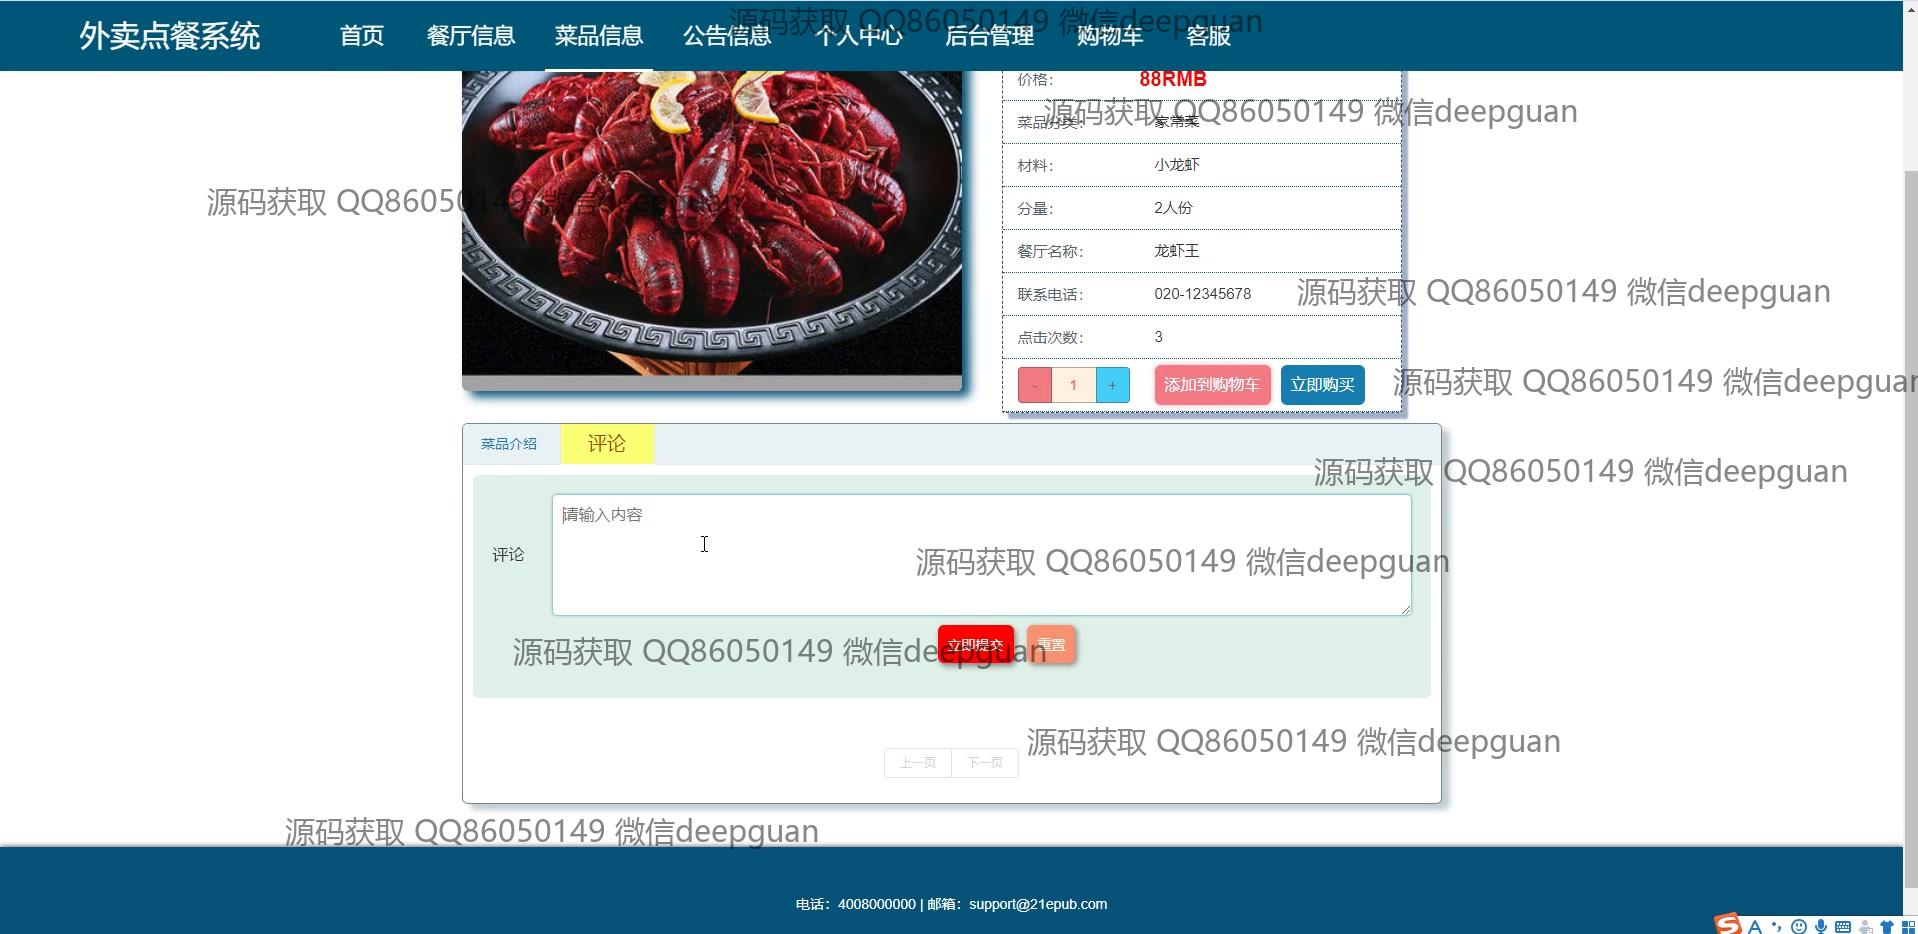 外卖点餐系统 首页 餐厅信息 菜品信息 公告信息 个人中心 后台管理 购物车 客服
源码获取 QQ86050149 微信deepguan
价格： 88RMB
源码获取 QQ86050149 微信deepguan
菜品分类： 家常菜
材料： 小龙虾
源码获取 QQ86050149 微信deepguan
分量： 2人份
餐厅名称： 龙虾王
联系电话： 020-12345678
源码获取 QQ86050149 微信deepguan
点击次数： 3
- 1 + 添加到购物车 立即购买
源码获取 QQ86050149 微信deepguan
菜品介绍 评论
源码获取 QQ86050149 微信deepguan
请输入内容
评论
源码获取 QQ86050149 微信deepguan
立即提交 重置
源码获取 QQ86050149 微信deepguan
源码获取 QQ86050149 微信deepguan
上一页 下一页
源码获取 QQ86050149 微信deepguan
电话：4008000000 | 邮箱：support@21epub.com
S A